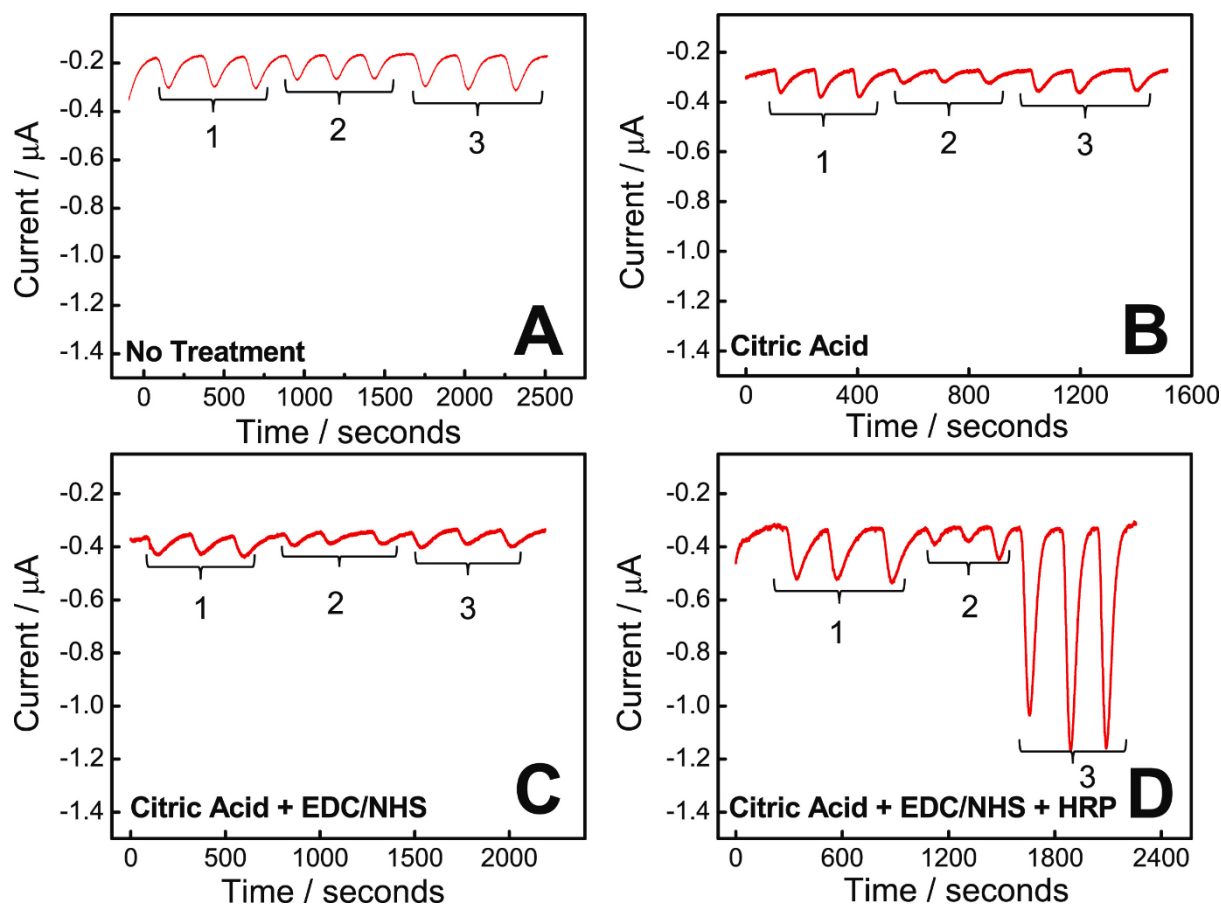 -0.2
-0.4
-0.6
-0.8
-1.0
-1.2
-1.4
Current / μA
1
2
3
A
No Treatment
0 500 1000 1500 2000 2500
Time / seconds
-0.2
-0.4
-0.6
-0.8
-1.0
-1.2
-1.4
Current / μA
1
2
3
B
Citric Acid
0 400 800 1200 1600
Time / seconds
-0.2
-0.4
-0.6
-0.8
-1.0
-1.2
-1.4
Current / μA
1
2
3
C
Citric Acid + EDC/NHS
0 500 1000 1500 2000
Time / seconds
-0.2
-0.4
-0.6
-0.8
-1.0
-1.2
-1.4
Current / μA
1
2
3
D
Citric Acid + EDC/NHS + HRP
0 600 1200 1800 2400
Time / seconds